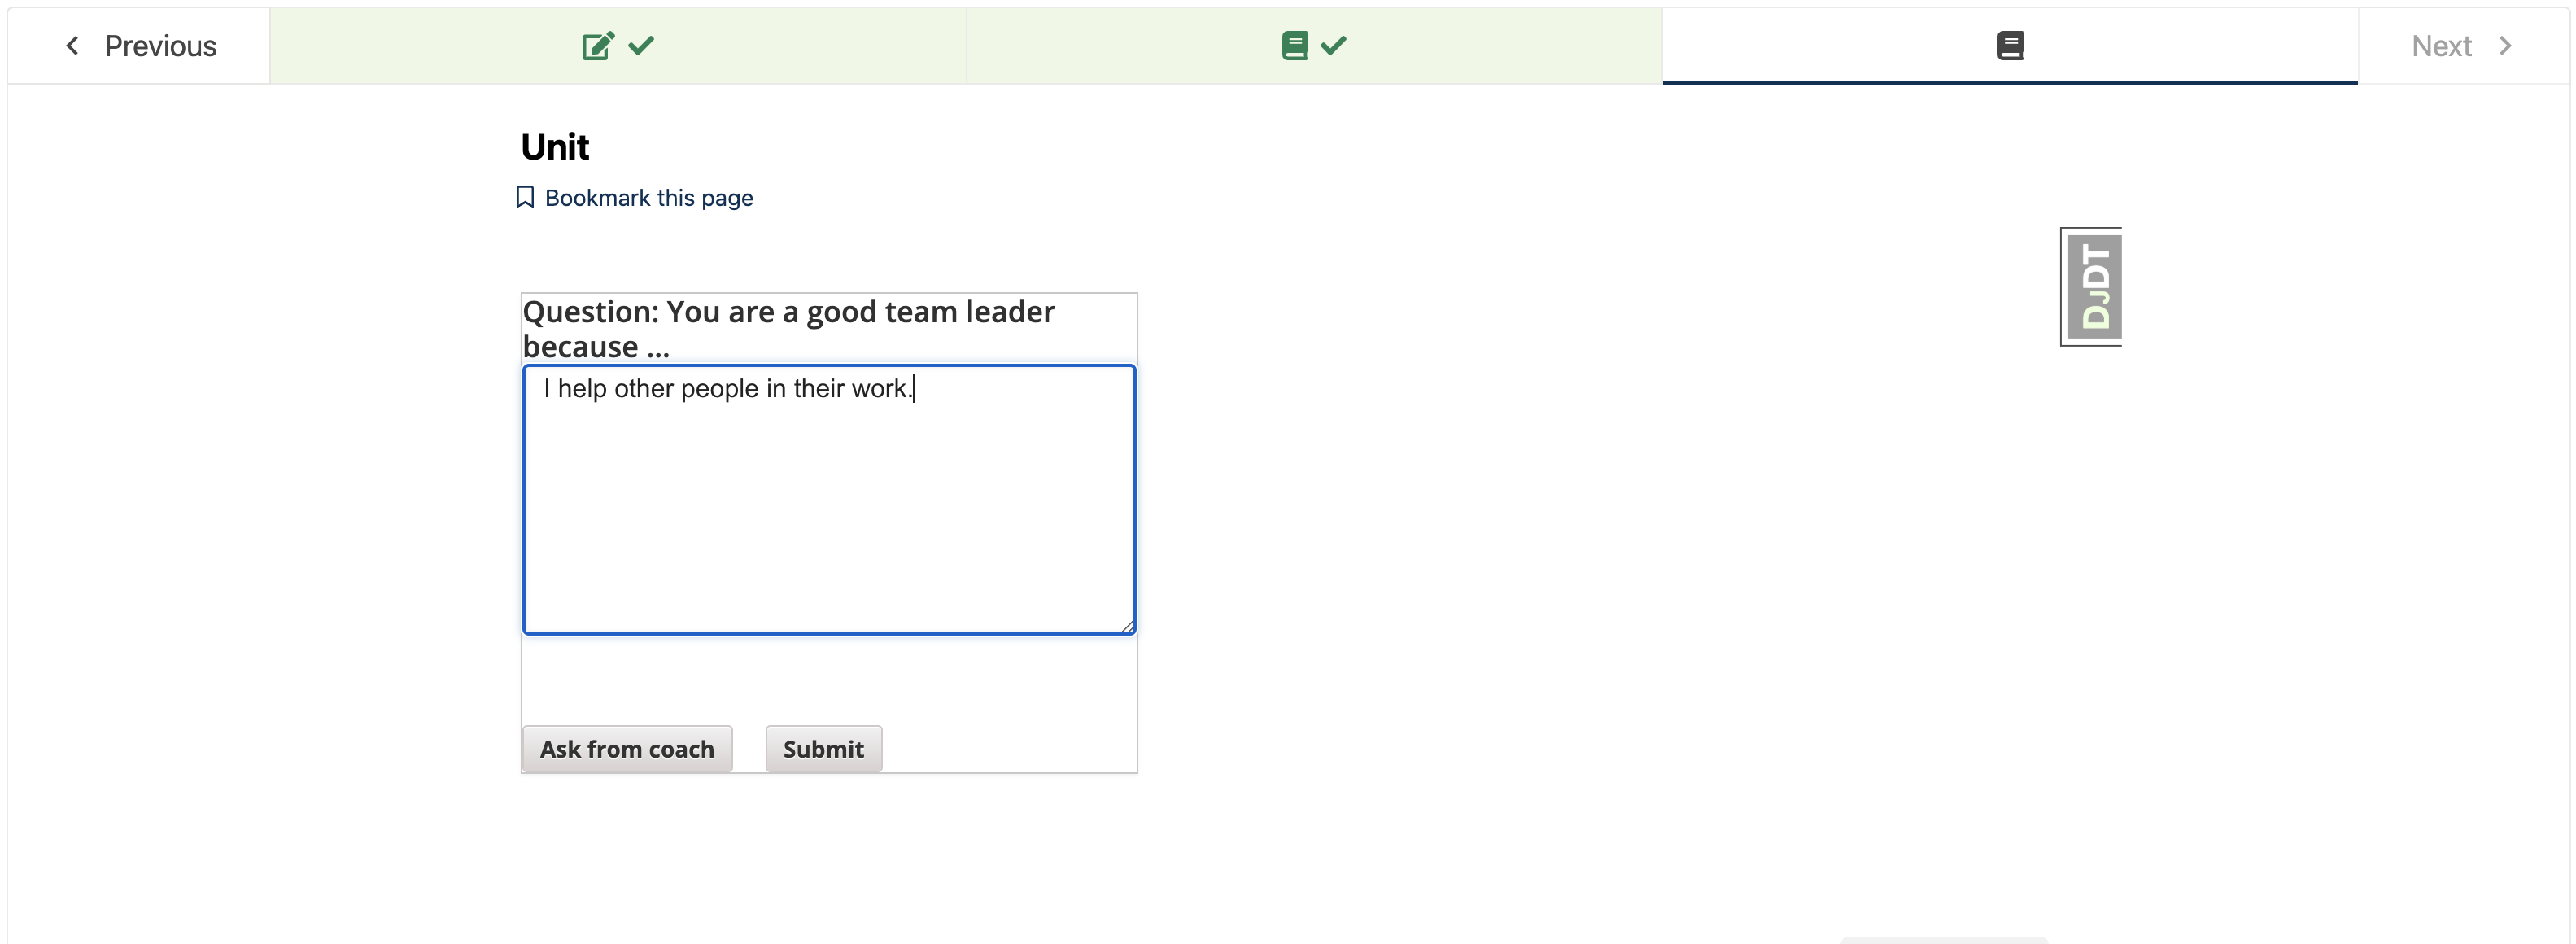 Previous
Next
Unit
Bookmark this page
DJDT
Question: You are a good team leader
because ...
I help other people in their work.
Ask from coach
Submit